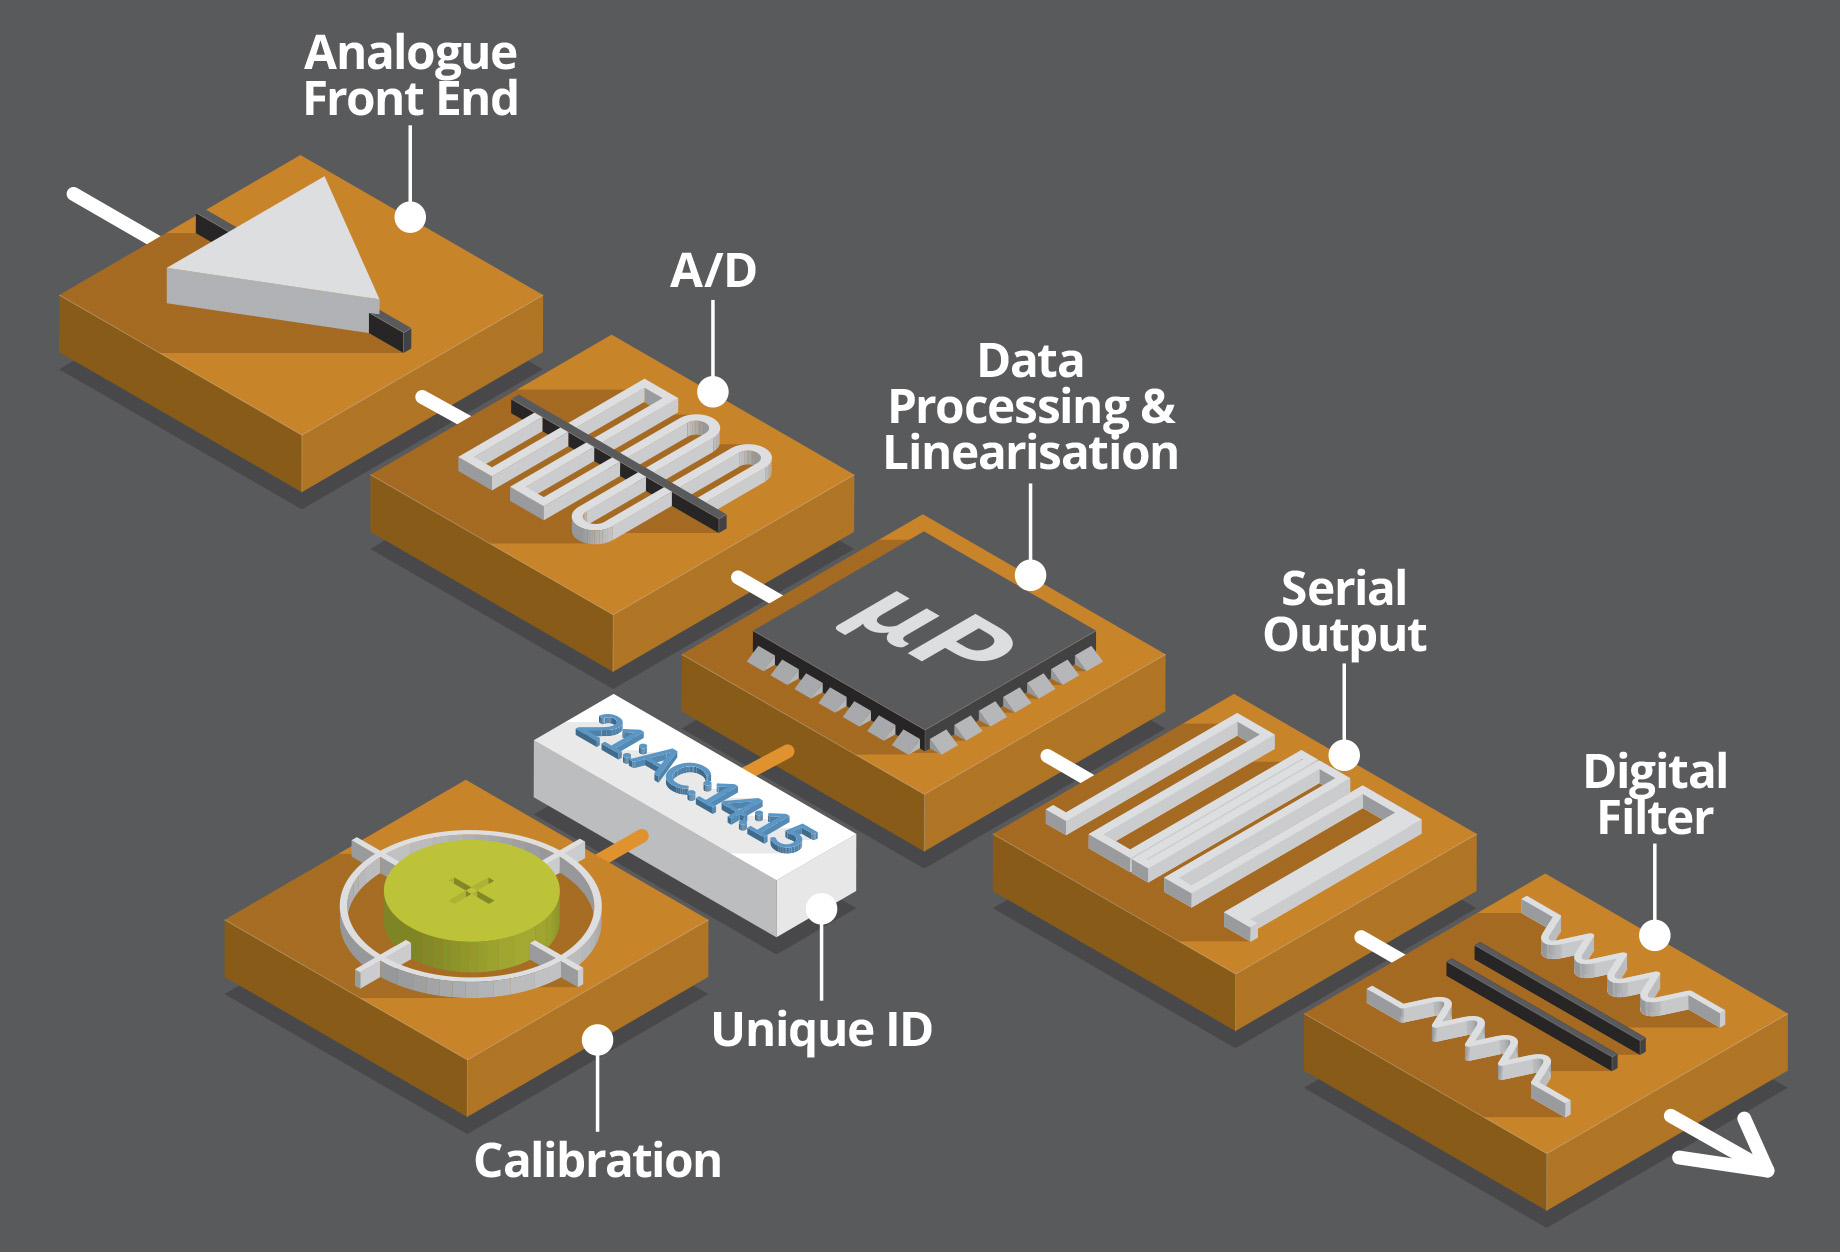 Analogue
Front End
A/D
Data
Processing &
Linearisation
µP
Serial
Output
Digital
Filter
21:AC:14:15
Unique ID
Calibration